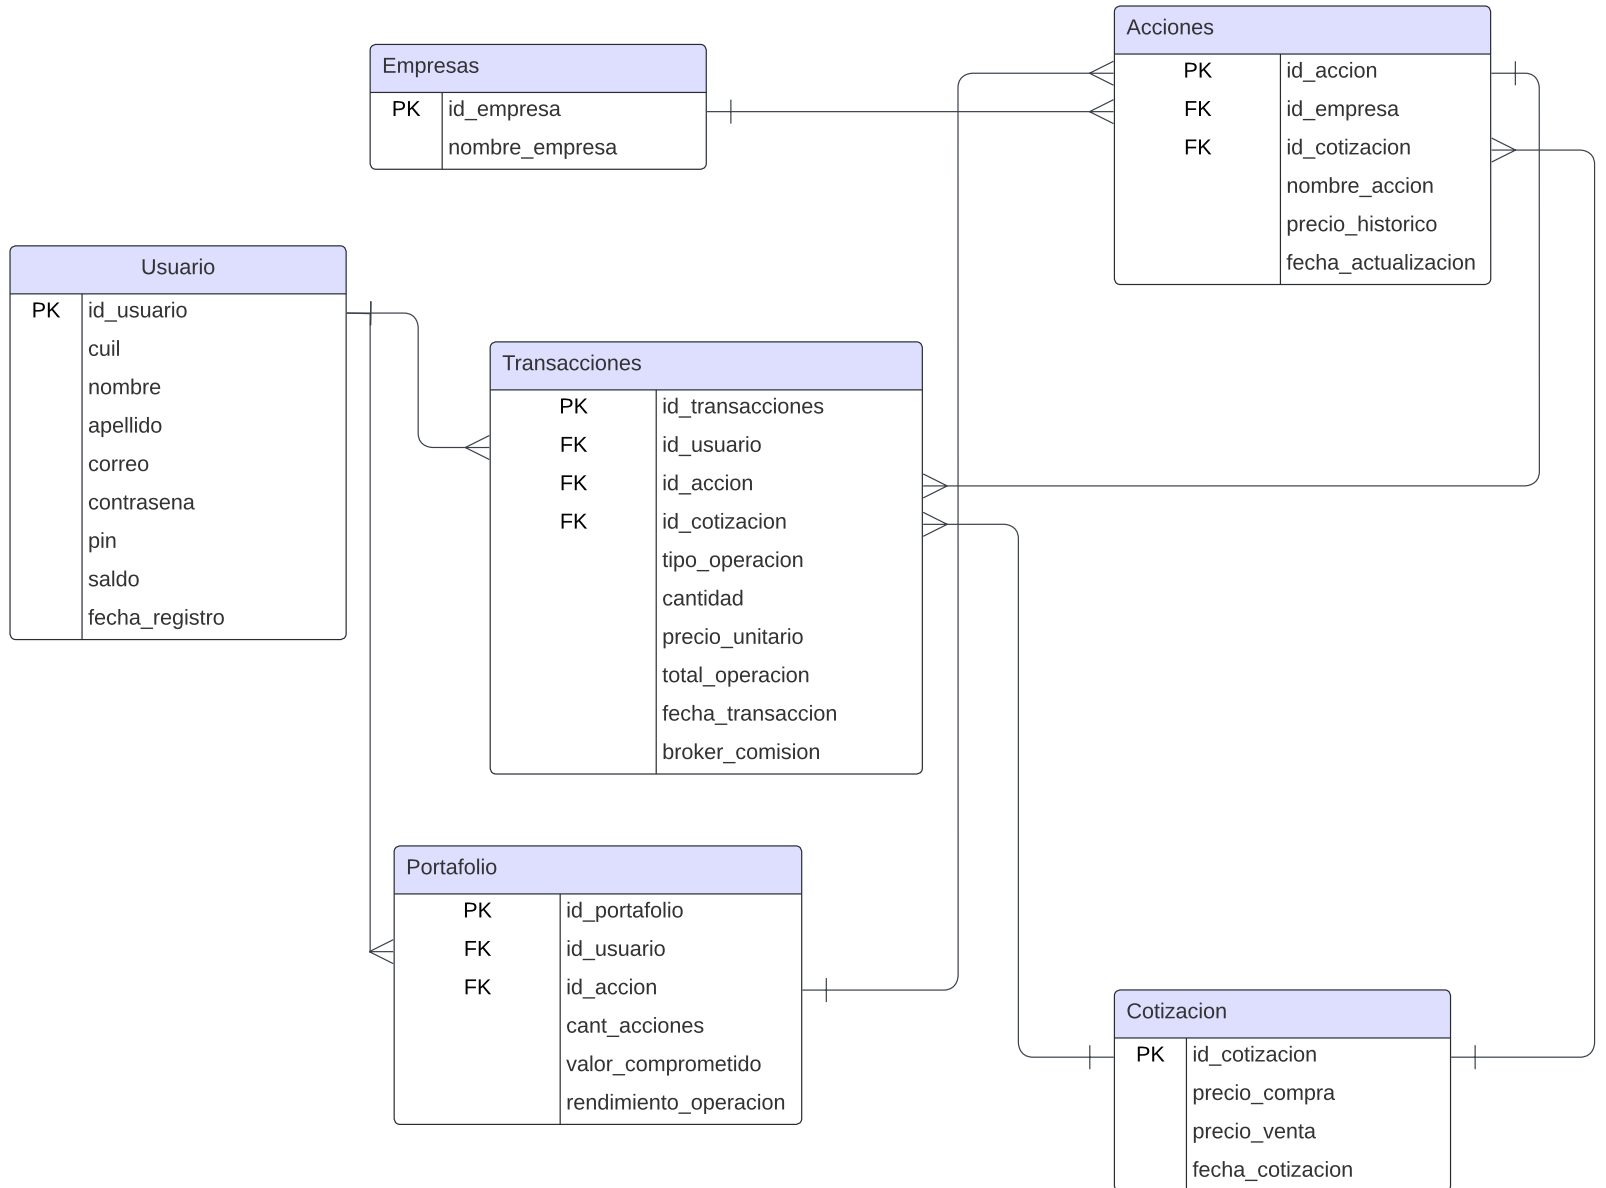 Empresas
PK id_empresa
nombre_empresa
Acciones
PK id_accion
FK id_empresa
FK id_cotizacion
nombre_accion
precio_historico
fecha_actualizacion
Usuario
PK id_usuario
cuil
nombre
apellido
correo
contrasena
pin
saldo
fecha_registro
Transacciones
PK id_transacciones
FK id_usuario
FK id_accion
FK id_cotizacion
tipo_operacion
cantidad
precio_unitario
total_operacion
fecha_transaccion
broker_comision
Portafolio
PK id_portafolio
FK id_usuario
FK id_accion
cant_acciones
valor_comprometido
rendimiento_operacion
Cotizacion
PK id_cotizacion
precio_compra
precio_venta
fecha_cotizacion